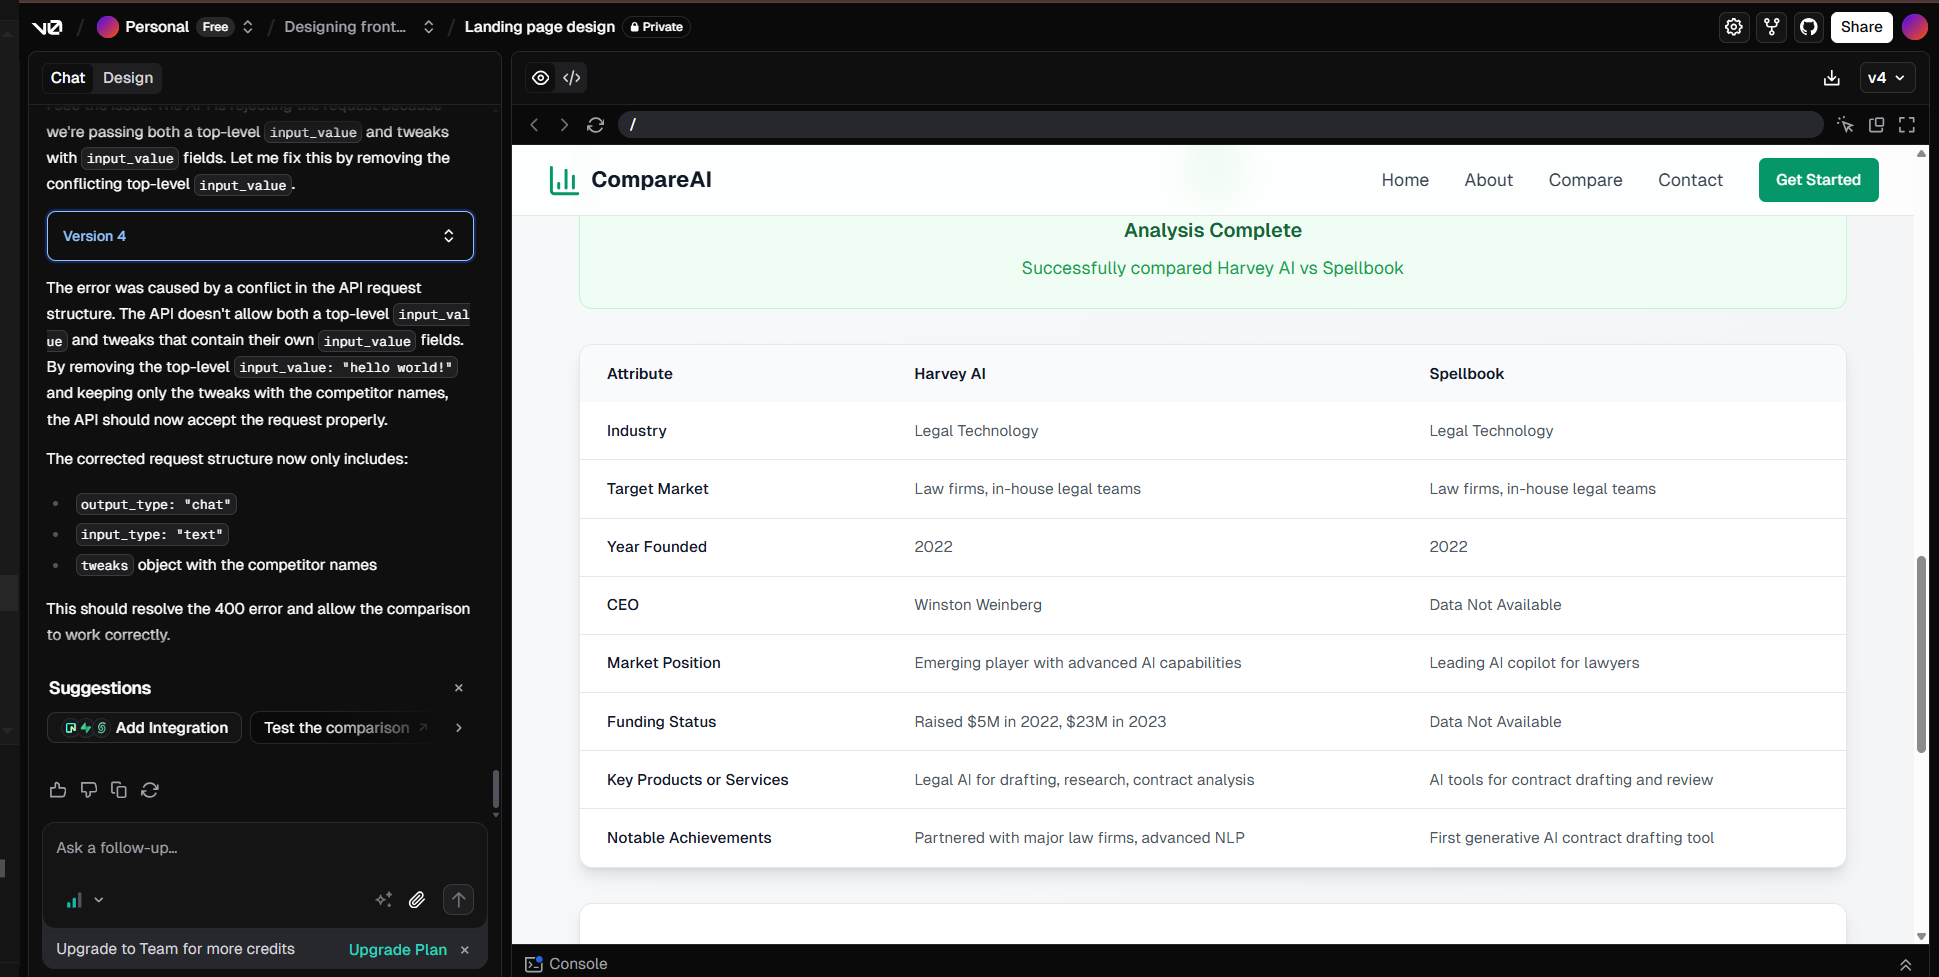 v0 / Personal Free / Designing front... / Landing page design Private
Share
Chat Design
I see the issue. The API is rejecting the request because
we're passing both a top-level input_value and tweaks
with input_value fields. Let me fix this by removing the
conflicting top-level input_value.
Version 4
The error was caused by a conflict in the API request
structure. The API doesn't allow both a top-level input_val
ue and tweaks that contain their own input_value fields.
By removing the top-level input_value: "hello world!"
and keeping only the tweaks with the competitor names,
the API should now accept the request properly.
The corrected request structure now only includes:
• output_type: "chat"
• input_type: "text"
• tweaks object with the competitor names
This should resolve the 400 error and allow the comparison
to work correctly.
Suggestions
Add Integration Test the comparison
Ask a follow-up...
Upgrade to Team for more credits Upgrade Plan
v4
/
CompareAI Home About Compare Contact Get Started
Analysis Complete
Successfully compared Harvey AI vs Spellbook
Attribute Harvey AI Spellbook
Industry Legal Technology Legal Technology
Target Market Law firms, in-house legal teams Law firms, in-house legal teams
Year Founded 2022 2022
CEO Winston Weinberg Data Not Available
Market Position Emerging player with advanced AI capabilities Leading AI copilot for lawyers
Funding Status Raised $5M in 2022, $23M in 2023 Data Not Available
Key Products or Services Legal AI for drafting, research, contract analysis AI tools for contract drafting and review
Notable Achievements Partnered with major law firms, advanced NLP First generative AI contract drafting tool
Console